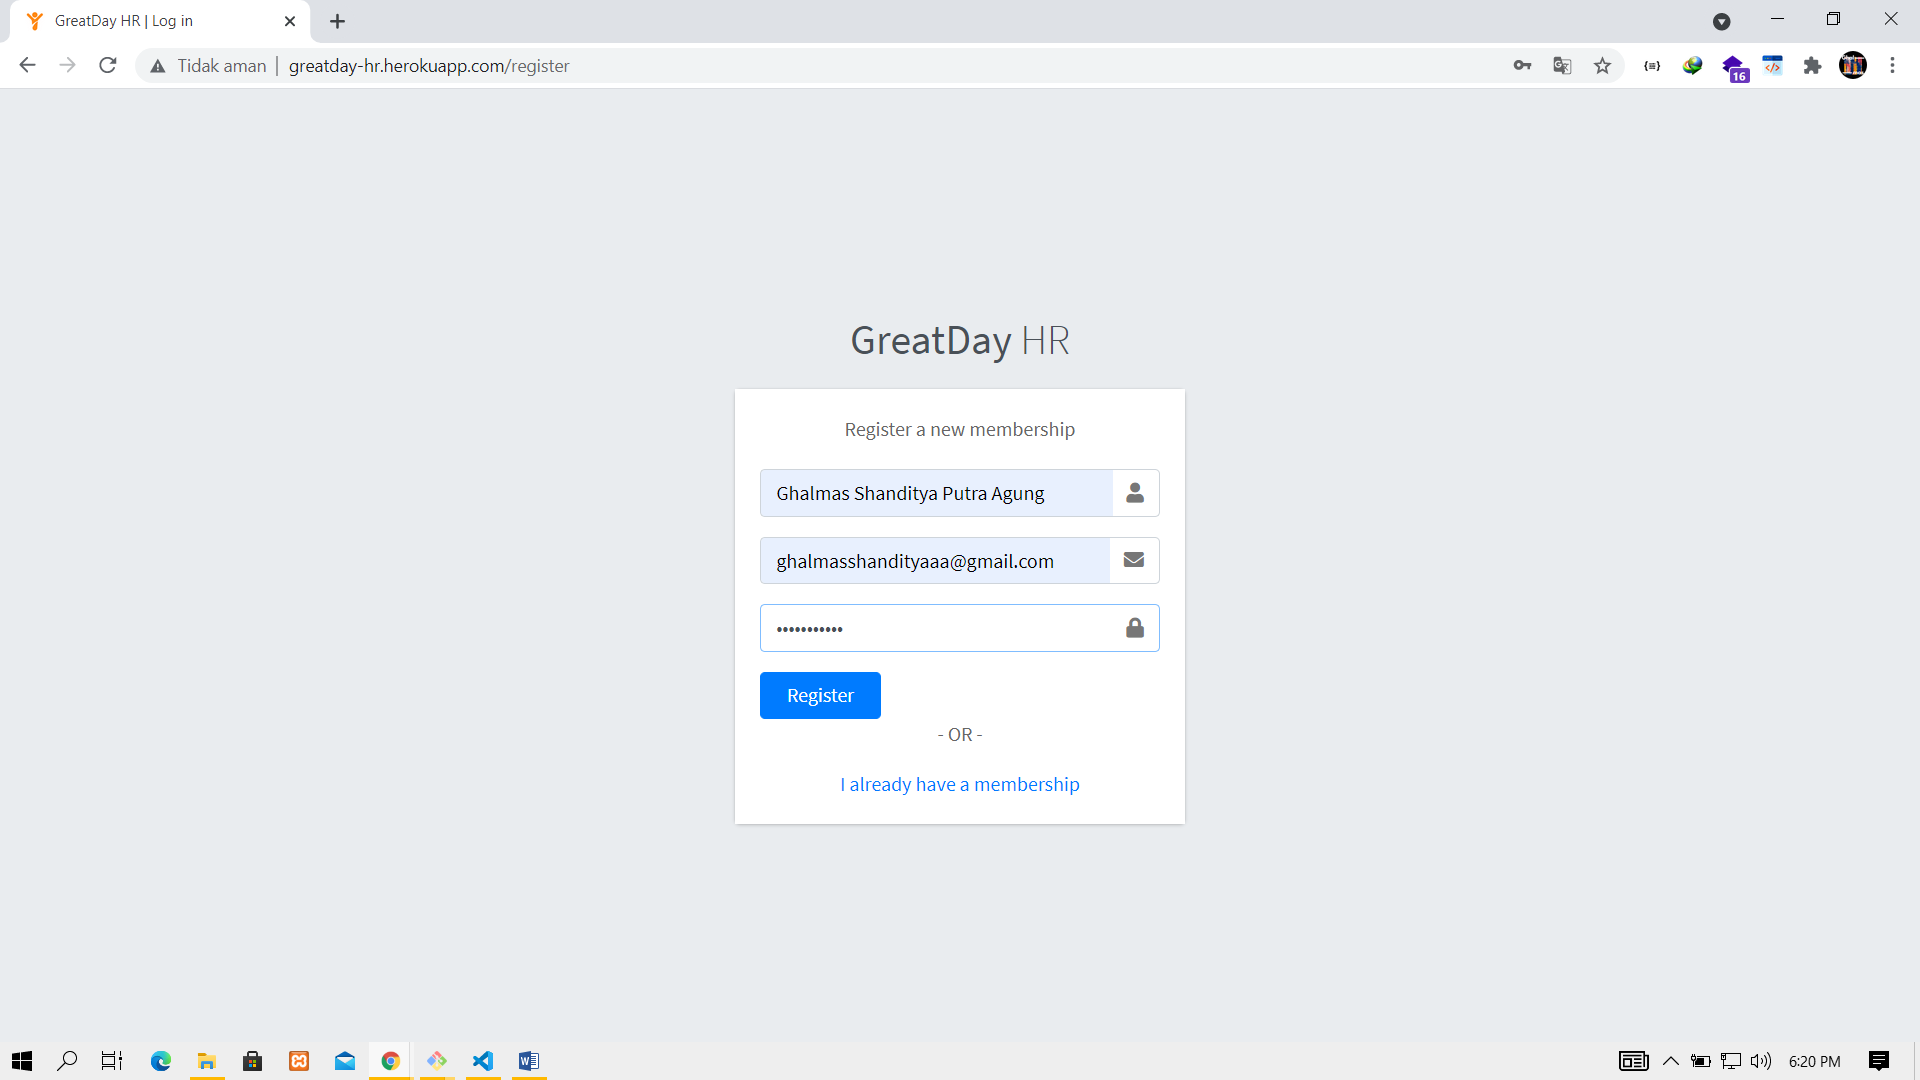 GreatDay HR | Log in
Tidak aman | greatday-hr.herokuapp.com/register
16
GreatDay HR
Register a new membership
Ghalmas Shanditya Putra Agung
ghalmasshandityaaa@gmail.com
•••••••••••
Register
- OR -
I already have a membership
6:20 PM